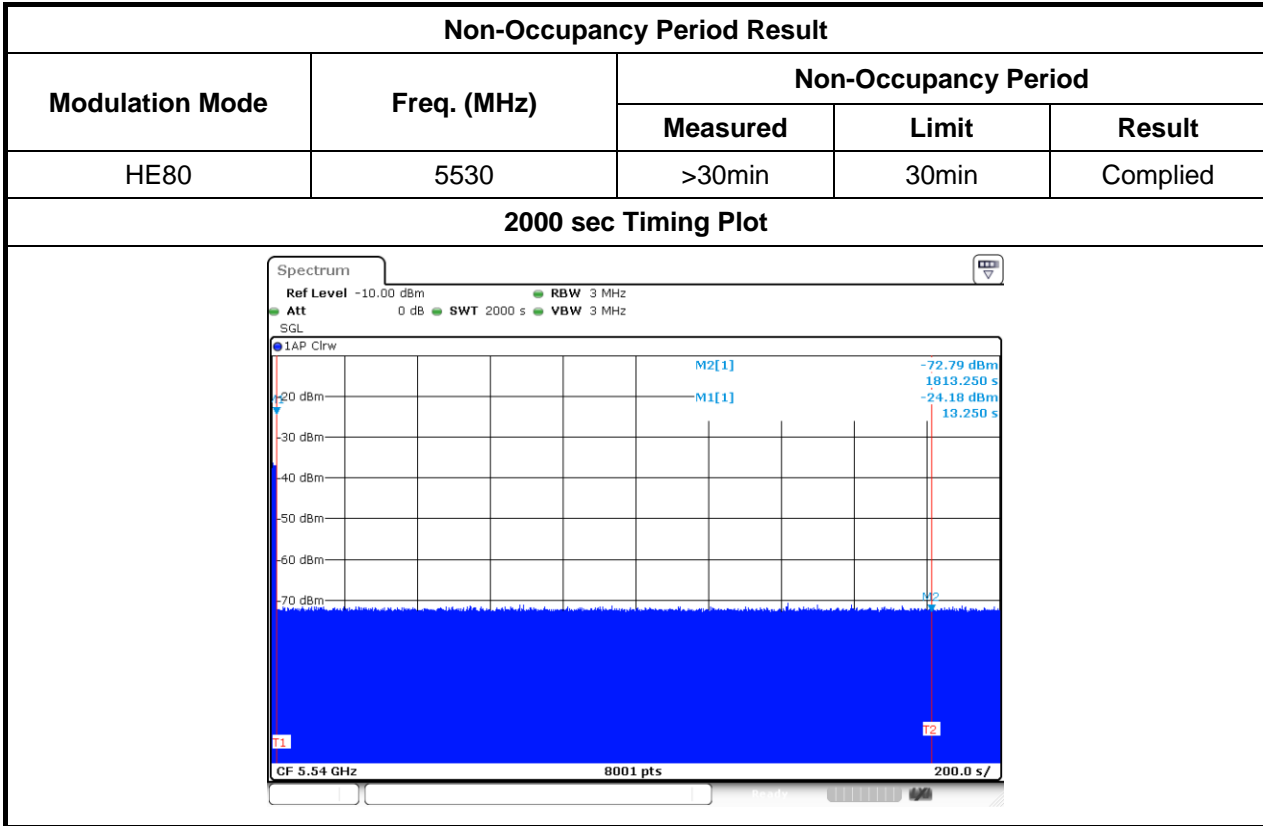 Non-Occupancy Period Result
Modulation Mode Freq. (MHz) Non-Occupancy Period
Measured Limit Result
HE80 5530 >30min 30min Complied
2000 sec Timing Plot
Spectrum
Ref Level -10.00 dBm RBW 3 MHz
Att 0 dB SWT 2000 s VBW 3 MHz
SGL
1AP Clrw
M2[1] -72.79 dBm
1813.250 s
-20 dBm M1[1] -24.18 dBm
13.250 s
-30 dBm
-40 dBm
-50 dBm
-60 dBm
-70 dBm
M2
T1 T2
CF 5.54 GHz 8001 pts 200.0 s/
Ready